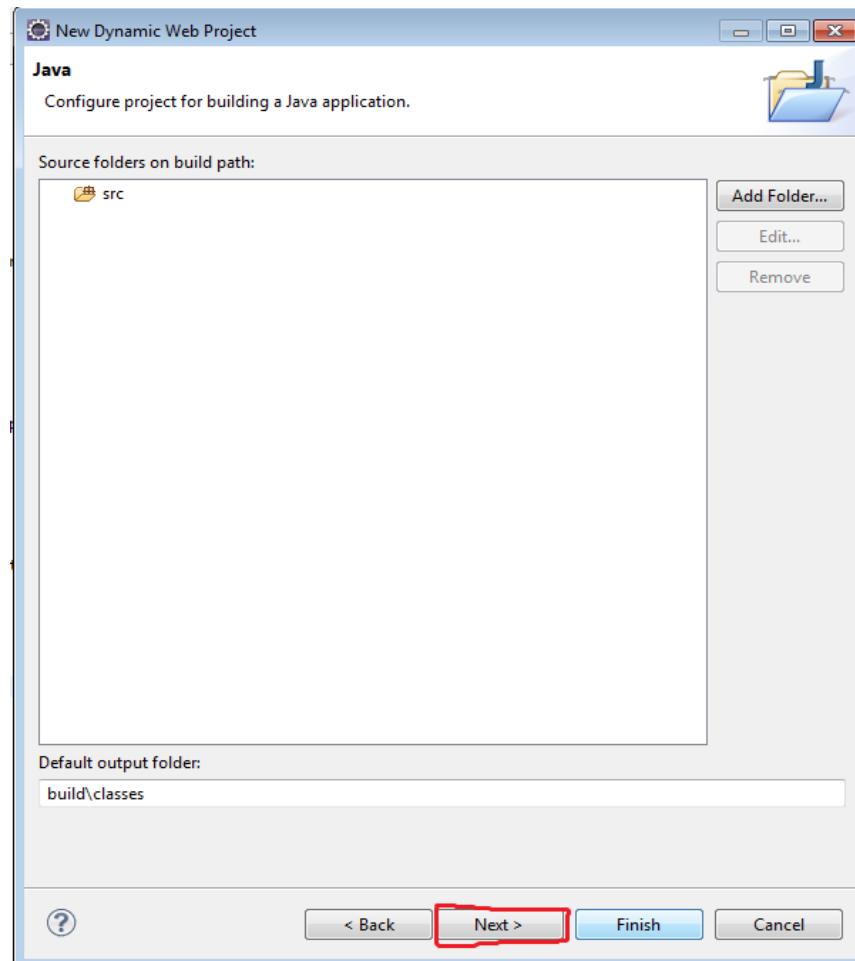 New Dynamic Web Project
Java
Configure project for building a Java application.
Source folders on build path:
src
Add Folder...
Edit...
Remove
Default output folder:
build\classes
< Back
Next >
Finish
Cancel